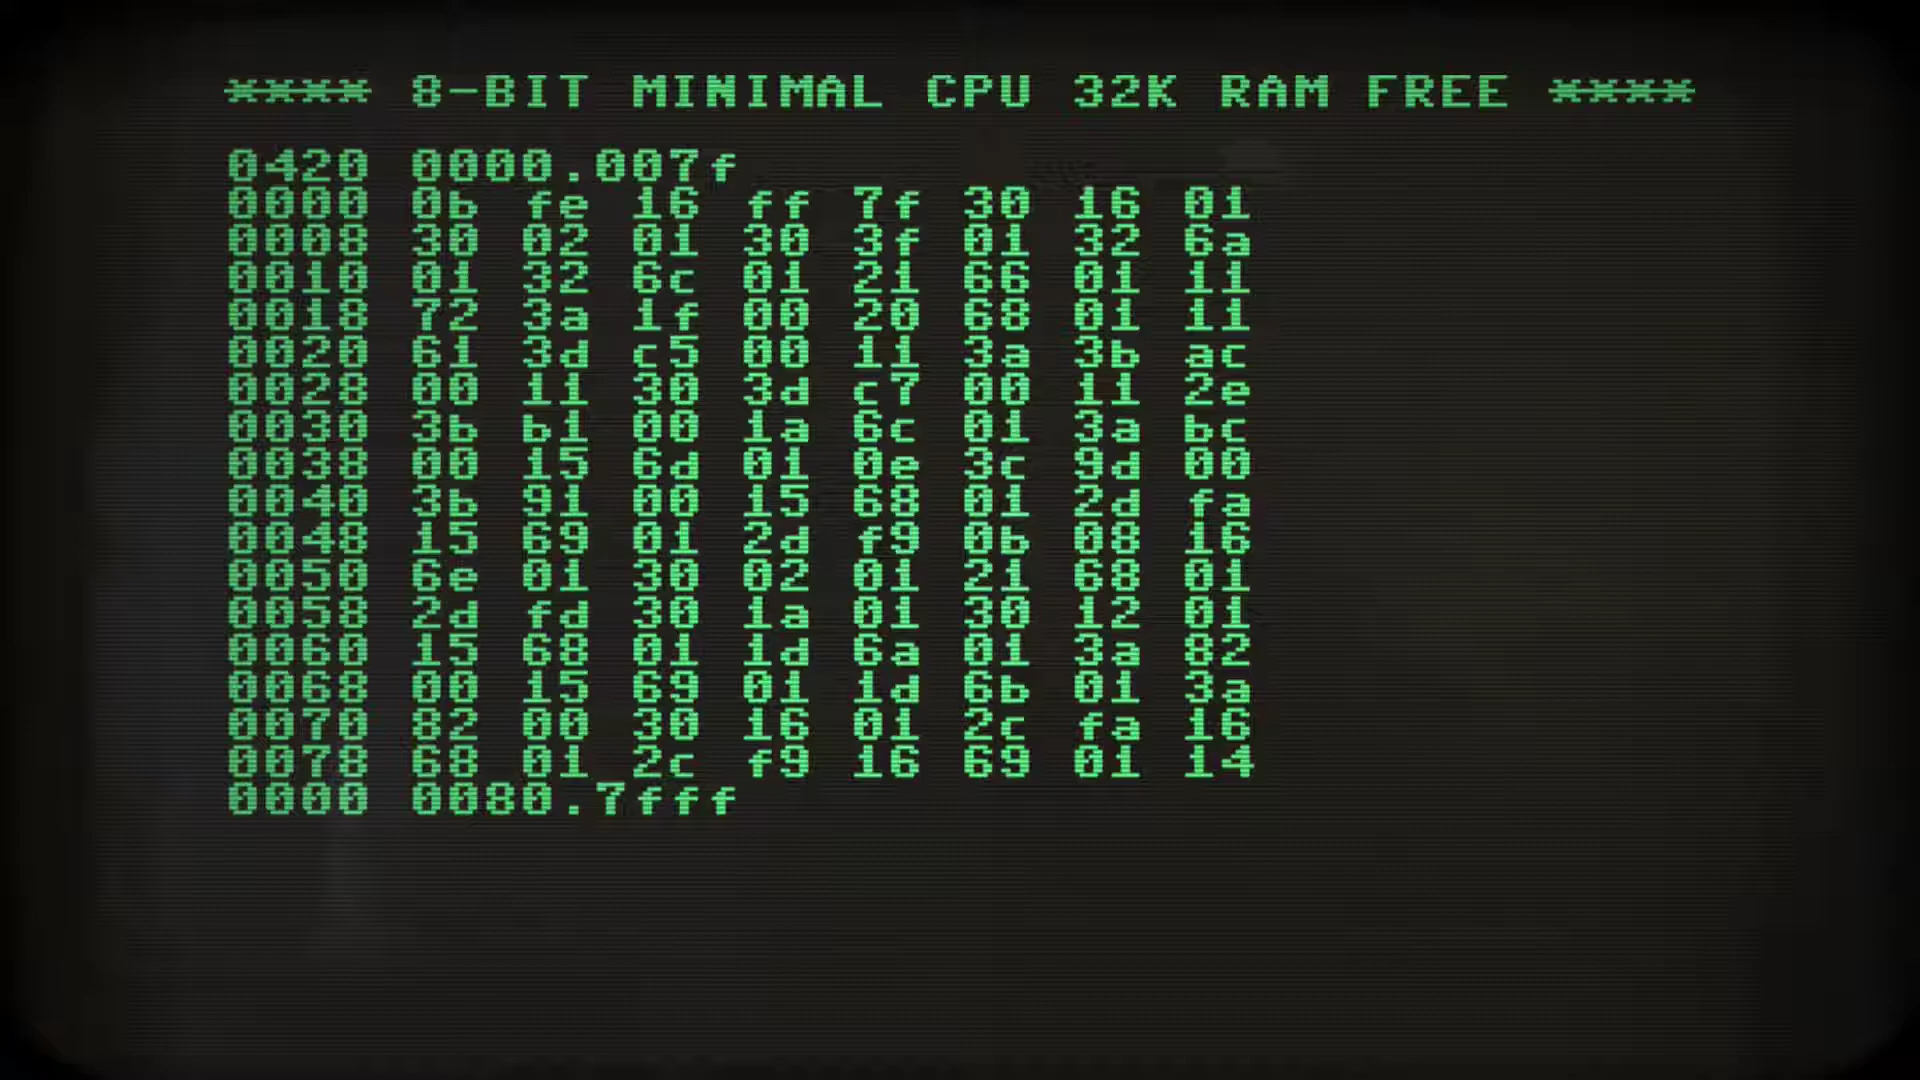 **** 8-BIT MINIMAL CPU 32K RAM FREE ****
0420 0000.007f
0000 0b fe 16 ff 7f 30 16 01
0008 30 02 01 30 3f 01 32 6a
0010 01 32 6c 01 21 66 01 11
0018 72 3a 1f 00 20 68 01 11
0020 61 3d c5 00 11 3a 3b ac
0028 00 11 30 3d c7 00 11 2e
0030 3b b1 00 1a 6c 01 3a bc
0038 00 15 6d 01 0e 3c 9d 00
0040 3b 91 00 15 68 01 2d fa
0048 15 69 01 2d f9 0b 08 16
0050 6e 01 30 02 01 21 68 01
0058 2d fd 30 1a 01 30 12 01
0060 15 68 01 1d 6a 01 3a 82
0068 00 15 69 01 1d 6b 01 3a
0070 82 00 30 16 01 2c fa 16
0078 68 01 2c f9 16 69 01 14
0000 0080.7fff